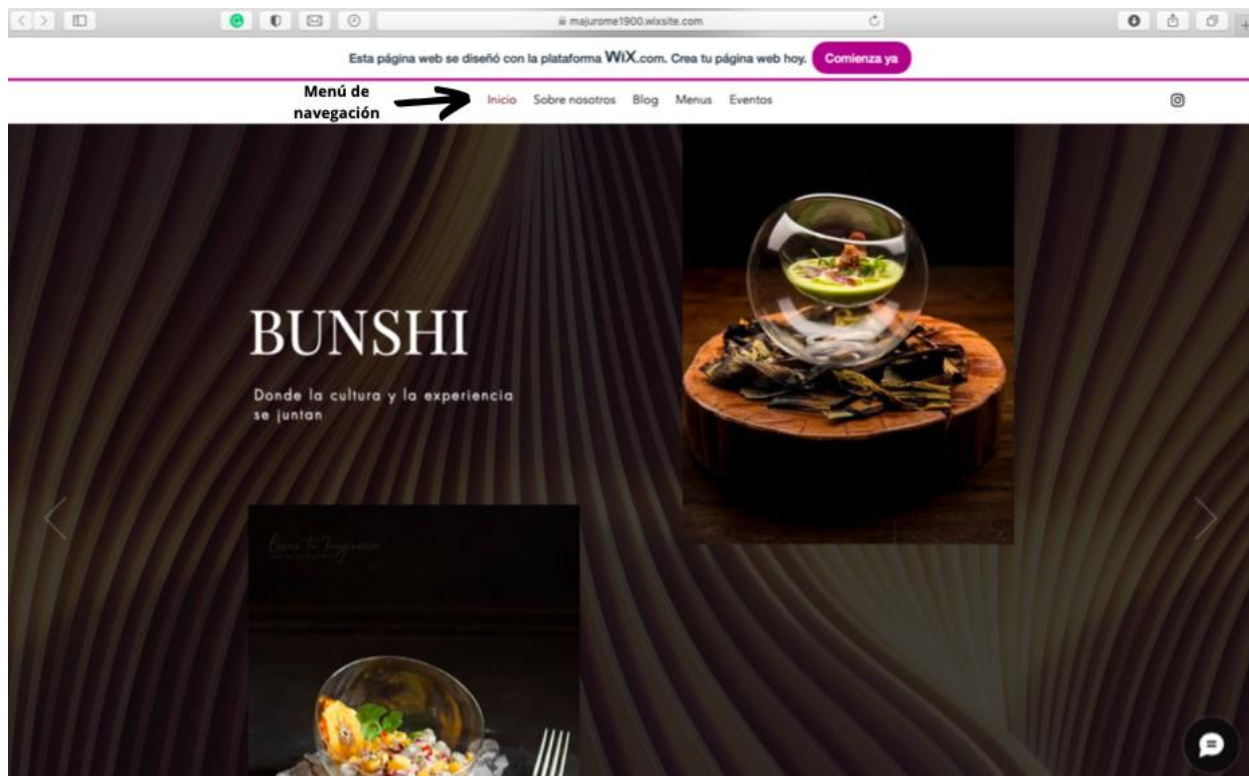 majurome1900.wixsite.com
Esta página web se diseñó con la plataforma WiX.com. Crea tu página web hoy. Comienza ya
Menú de
navegación
Inicio Sobre nosotros Blog Menus Eventos
BUNSHI
Donde la cultura y la experiencia
se juntan